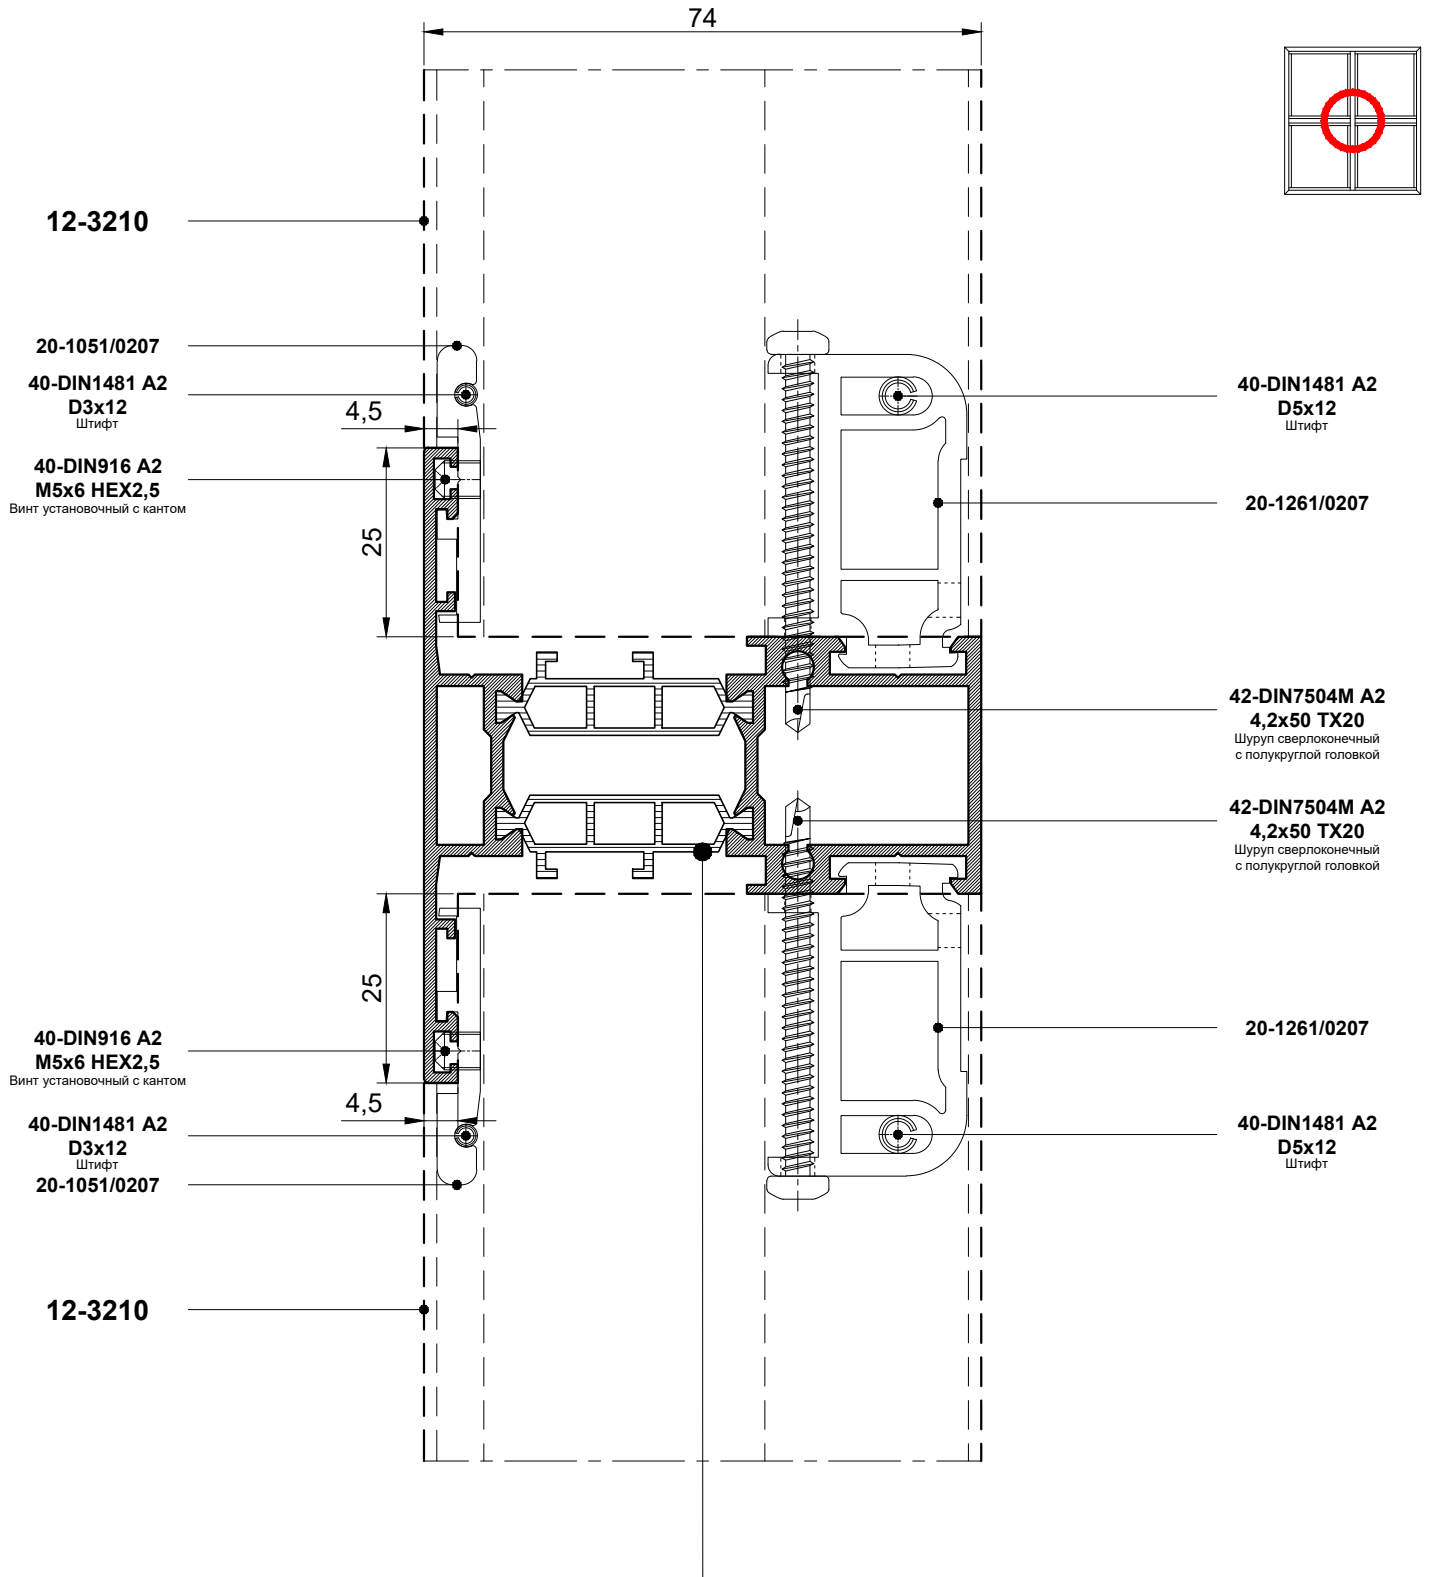 74
12-3210
20-1051/0207
40-DIN1481 A2
D3x12
Штифт
4,5
40-DIN916 A2
M5x6 HEX2,5
Винт установочный с кантом
25
40-DIN1481 A2
D5x12
Штифт
20-1261/0207
42-DIN7504M A2
4,2x50 TX20
Шуруп сверлоконечный
с полукруглой головкой
42-DIN7504M A2
4,2x50 TX20
Шуруп сверлоконечный
с полукруглой головкой
25
40-DIN916 A2
M5x6 HEX2,5
Винт установочный с кантом
4,5
40-DIN1481 A2
D3x12
Штифт
20-1051/0207
20-1261/0207
40-DIN1481 A2
D5x12
Штифт
12-3210